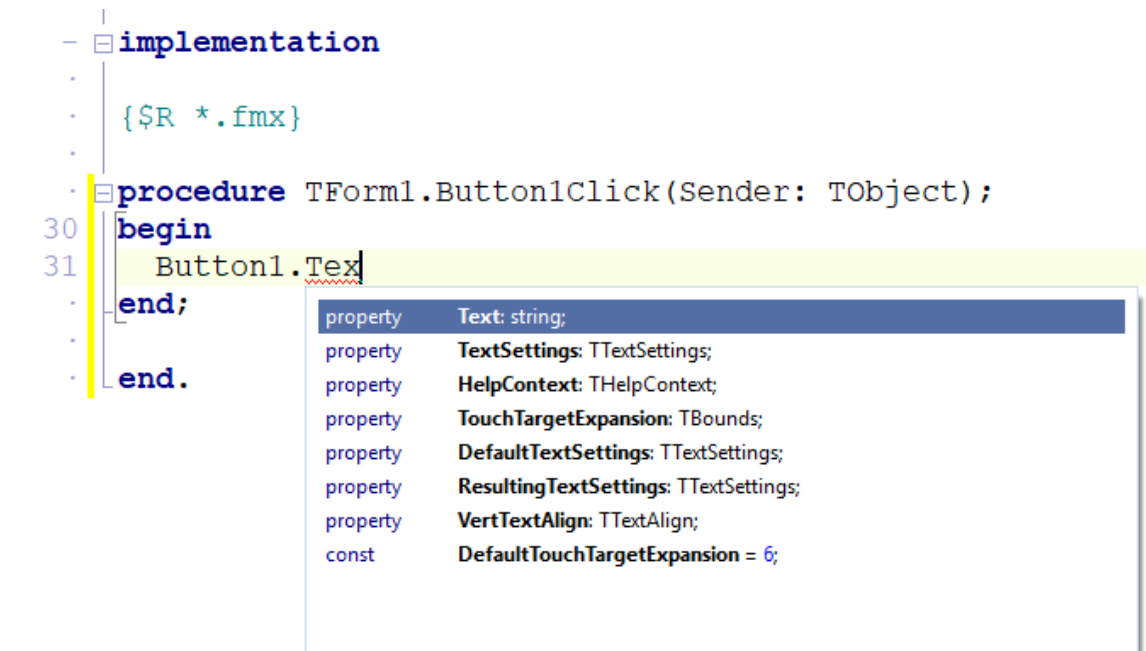 implementation
{$R *.fmx}
procedure TForm1.Button1Click(Sender: TObject);
30 begin
31 Button1.Tex
end;
property Text: string;
property TextSettings: TTextSettings;
property HelpContext: THelpContext;
property TouchTargetExpansion: TBounds;
property DefaultTextSettings: TTextSettings;
property ResultingTextSettings: TTextSettings;
property VertTextAlign: TTextAlign;
const DefaultTouchTargetExpansion = 6;
end.